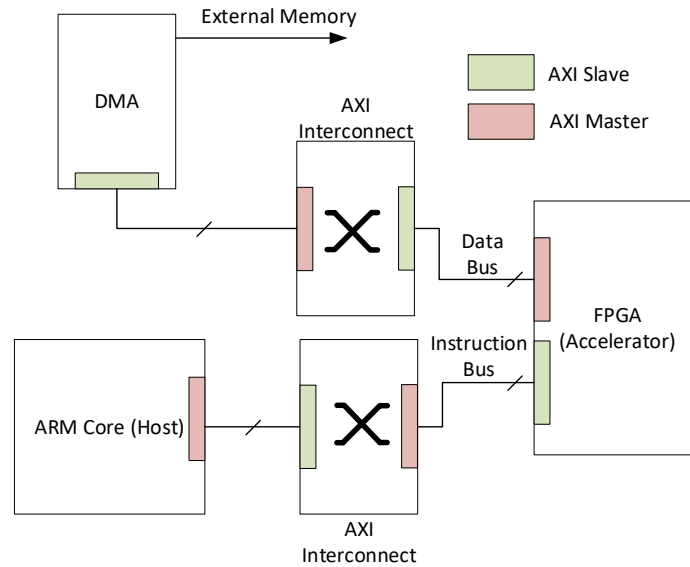 External Memory
DMA
AXI Slave
AXI Master
AXI
Interconnect
Data
Bus
FPGA
(Accelerator)
Instruction
Bus
ARM Core (Host)
AXI
Interconnect